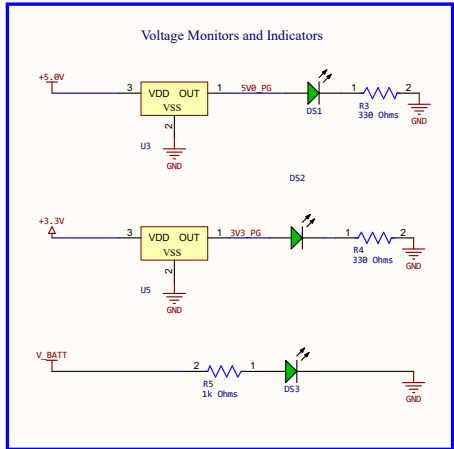 Voltage Monitors and Indicators
+5.0V
3 VDD OUT 1 5V0_PG 1 2
VSS
DS1
R3
330 Ohms
GND
2
U3
GND
DS2
+3.3V
3 VDD OUT 1 3V3_PG 1 2
VSS
R4
330 Ohms
GND
2
U5
GND
V_BATT
2 1
R5
1k Ohms
DS3
GND